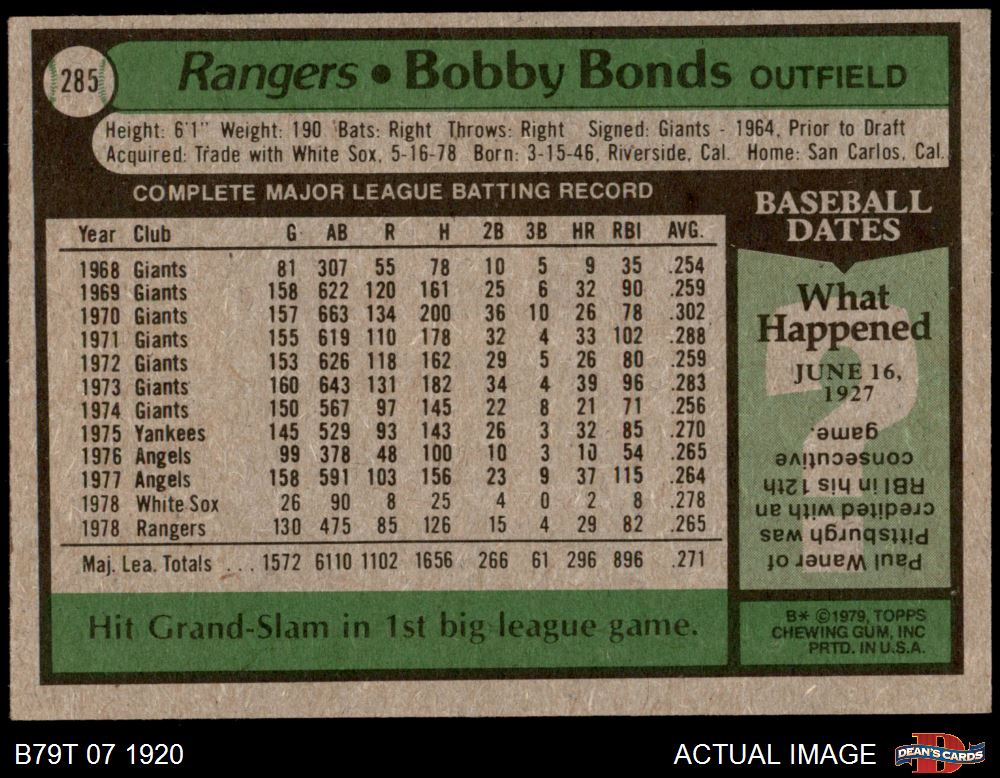 285
Rangers • Bobby Bonds OUTFIELD
Height: 6'1" Weight: 190 Bats: Right Throws: Right Signed: Giants - 1964, Prior to Draft
Acquired: Trade with White Sox, 5-16-78 Born: 3-15-46, Riverside, Cal. Home: San Carlos, Cal.
COMPLETE MAJOR LEAGUE BATTING RECORD
Year Club G AB R H 2B 3B HR RBI AVG.
1968 Giants 81 307 55 78 10 5 9 35 .254
1969 Giants 158 622 120 161 25 6 32 90 .259
1970 Giants 157 663 134 200 36 10 26 78 .302
1971 Giants 155 619 110 178 32 4 33 102 .288
1972 Giants 153 626 118 162 29 5 26 80 .259
1973 Giants 160 643 131 182 34 4 39 96 .283
1974 Giants 150 567 97 145 22 8 21 71 .256
1975 Yankees 145 529 93 143 26 3 32 85 .270
1976 Angels 99 378 48 100 10 3 10 54 .265
1977 Angels 158 591 103 156 23 9 37 115 .264
1978 White Sox 26 90 8 25 4 0 2 8 .278
1978 Rangers 130 475 85 126 15 4 29 82 .265
Maj. Lea. Totals . . . 1572 6110 1102 1656 266 61 296 896 .271
Hit Grand-Slam in 1st big league game.
BASEBALL
DATES
What
Happened
JUNE 16,
1927
Paul Waner of
Pittsburgh was
credited with an
RBI in his 12th
consecutive
game.
B* ©1979, TOPPS
CHEWING GUM, INC
PRTD. IN U.S.A.
B79T 07 1920
ACTUAL IMAGE
DEAN'S CARDS